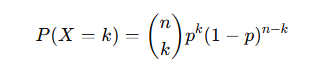 P(X = k) = \binom{n}{k} p^k (1 - p)^{n-k}